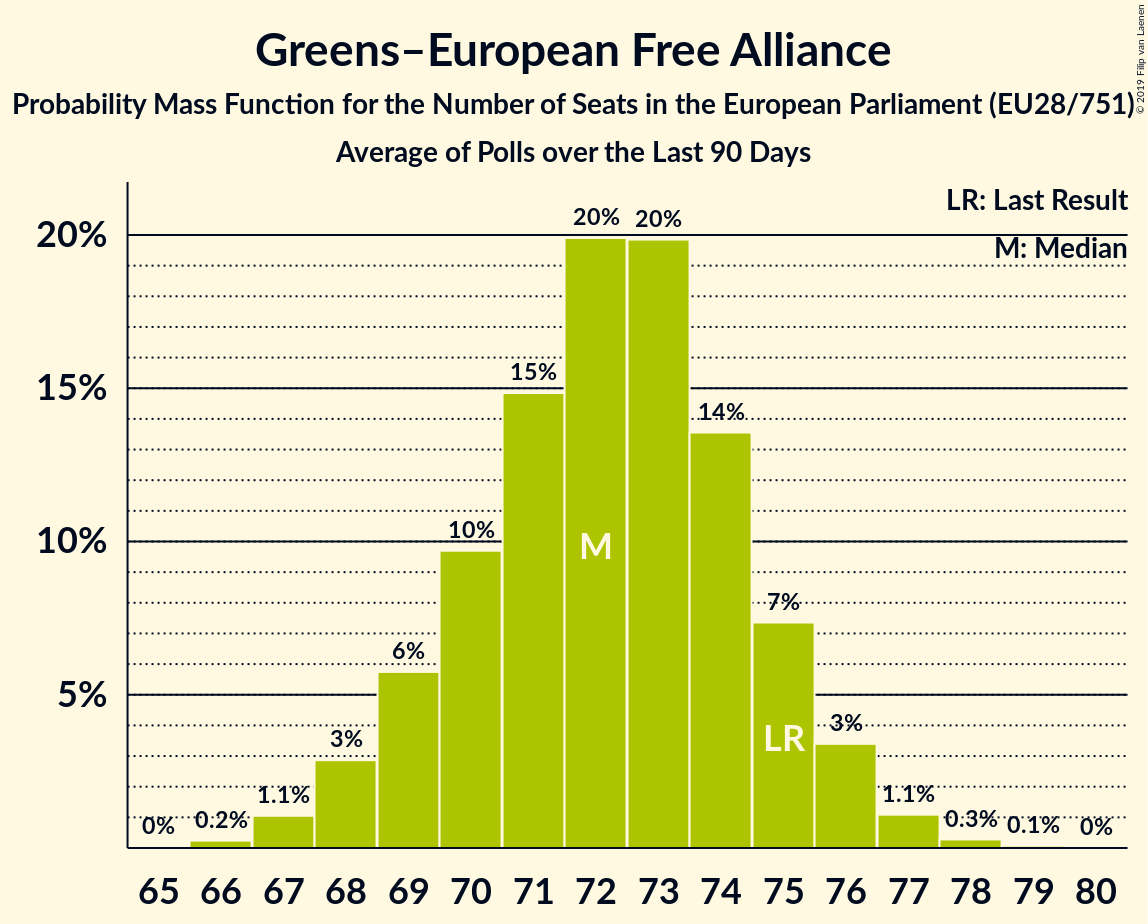 Greens–European Free Alliance
Probability Mass Function for the Number of Seats in the European Parliament (EU28/751)
Average of Polls over the Last 90 Days
© 2019 Filip van Laenen
LR: Last Result
M: Median
20%
15%
10%
5%
0%
0.2%
1.1%
3%
6%
10%
15%
20%
20%
14%
7%
3%
1.1%
0.3%
0.1%
0%
M
LR
65 66 67 68 69 70 71 72 73 74 75 76 77 78 79 80